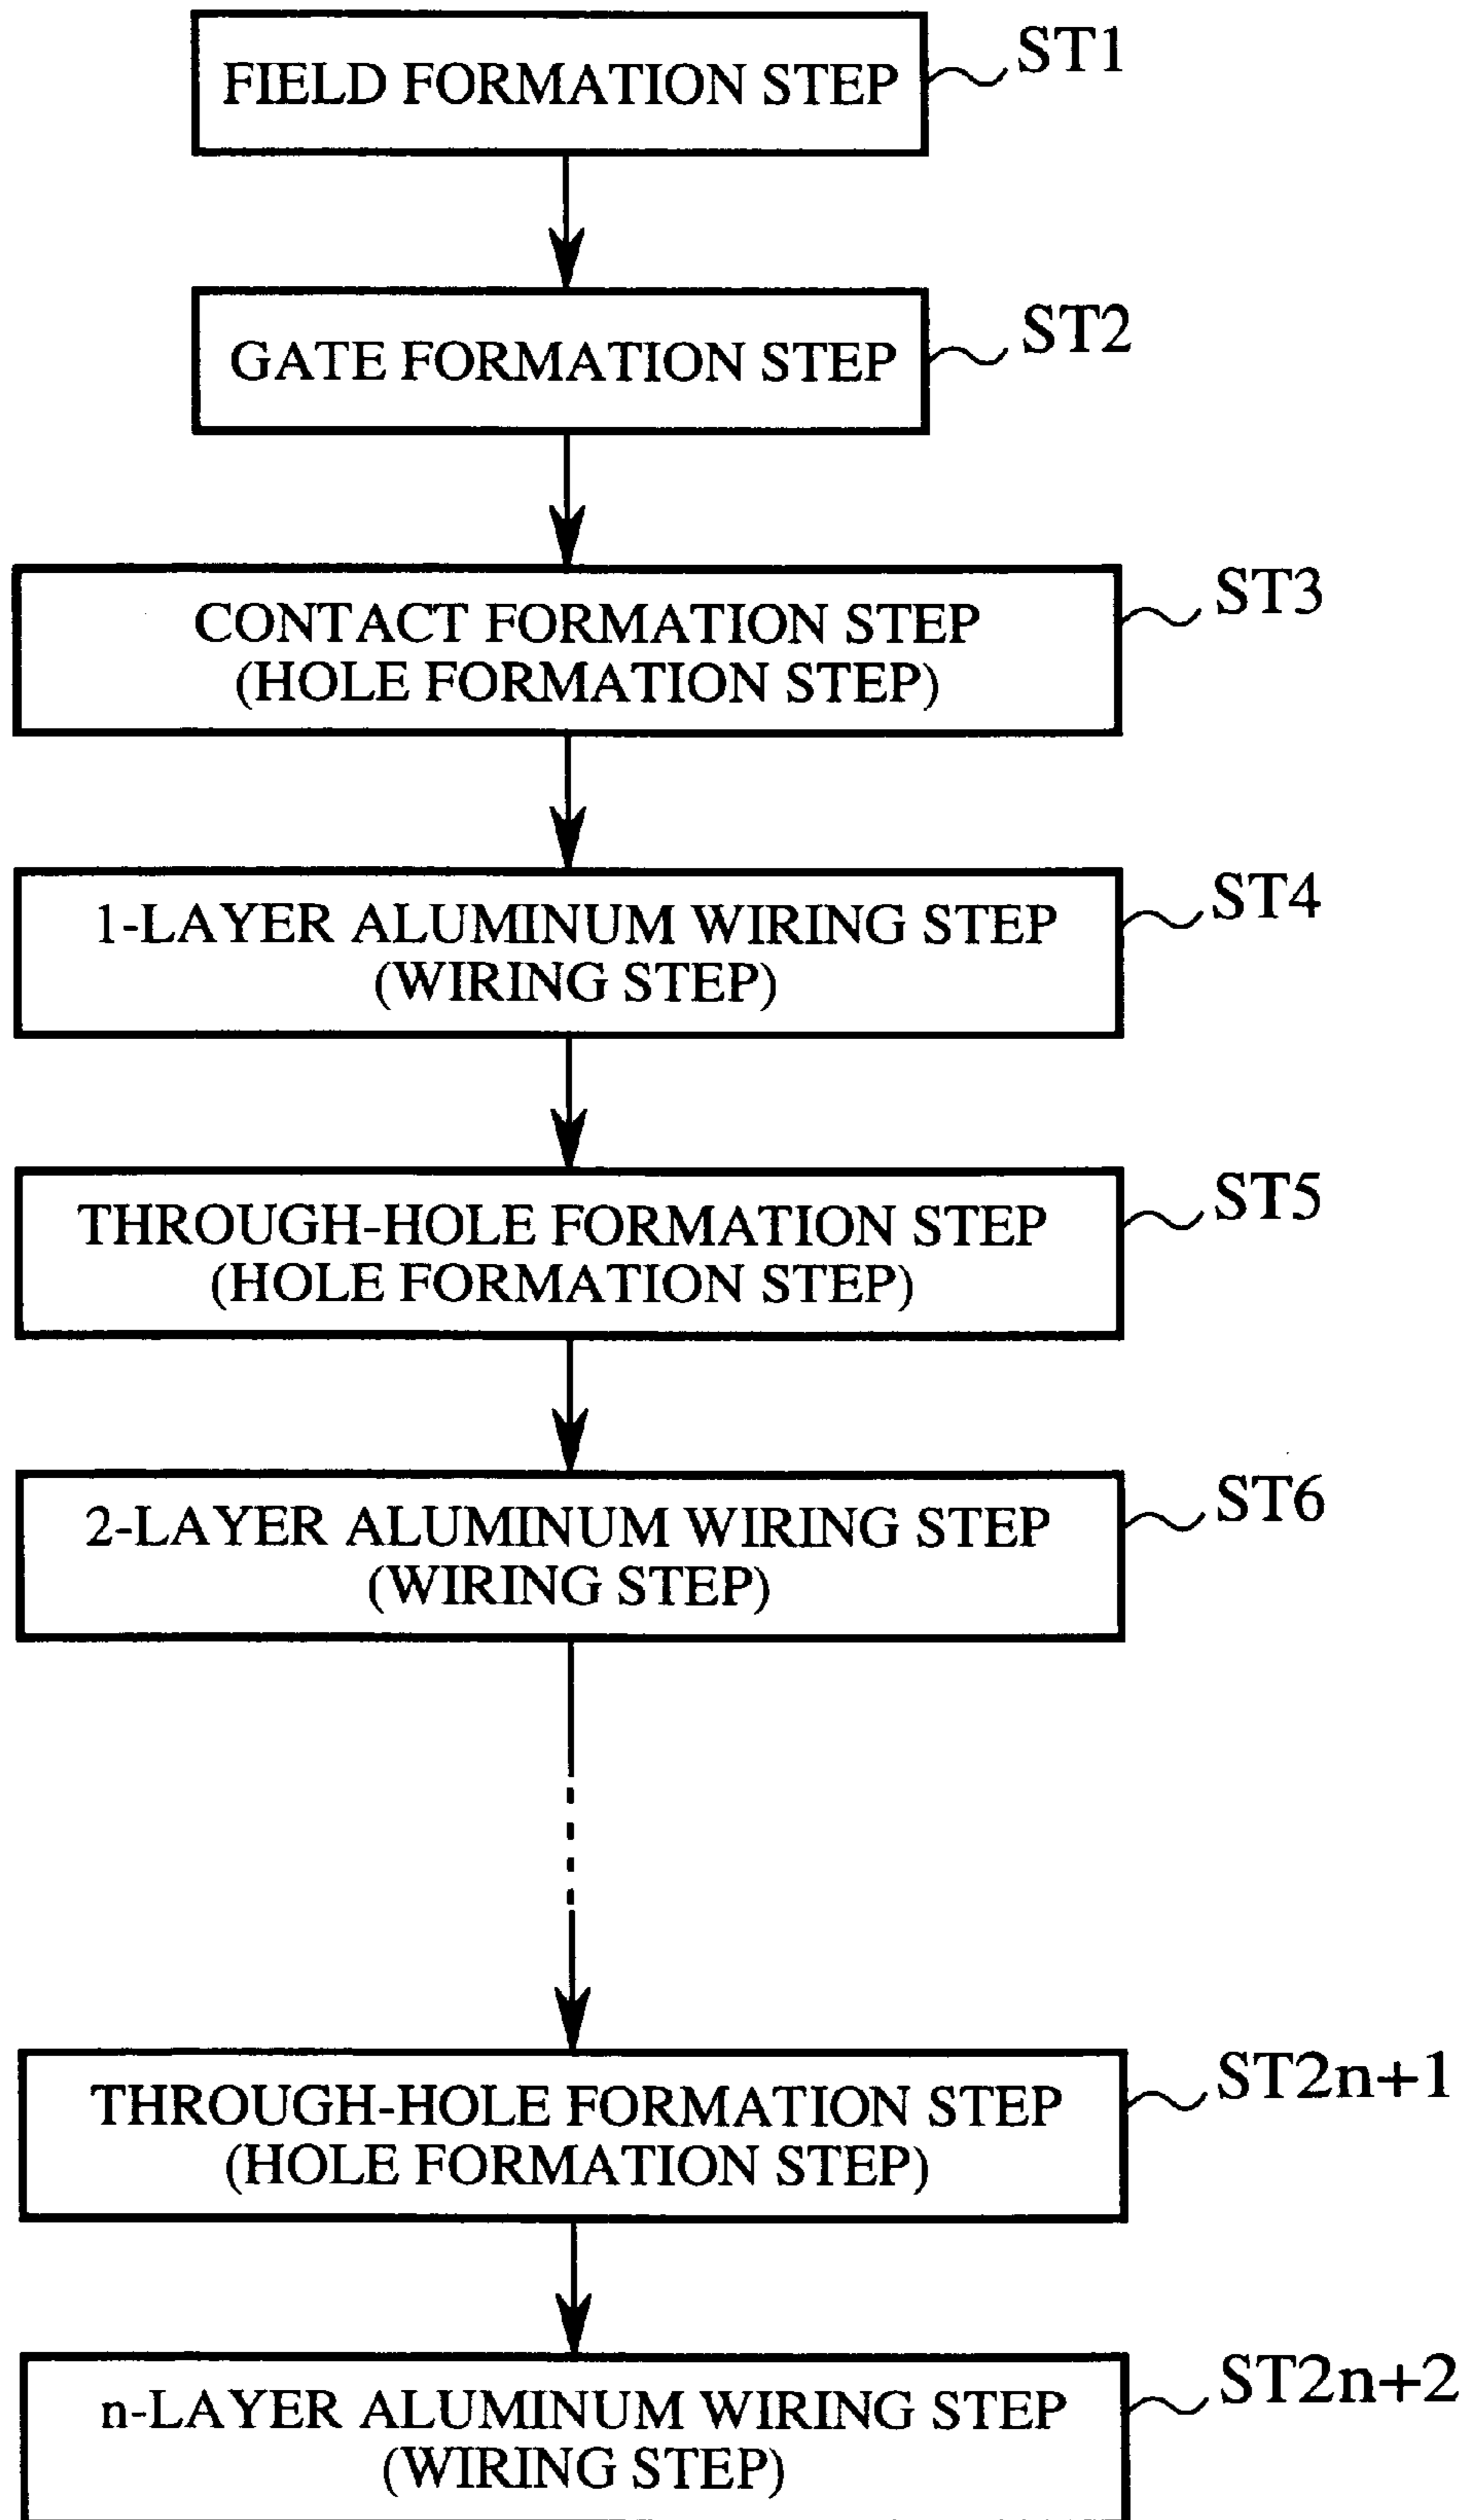 FIELD FORMATION STEP
ST1
GATE FORMATION STEP
ST2
CONTACT FORMATION STEP
(HOLE FORMATION STEP)
ST3
1-LAYER ALUMINUM WIRING STEP
(WIRING STEP)
ST4
THROUGH-HOLE FORMATION STEP
(HOLE FORMATION STEP)
ST5
2-LAYER ALUMINUM WIRING STEP
(WIRING STEP)
ST6
THROUGH-HOLE FORMATION STEP
(HOLE FORMATION STEP)
ST2n+1
n-LAYER ALUMINUM WIRING STEP
(WIRING STEP)
ST2n+2